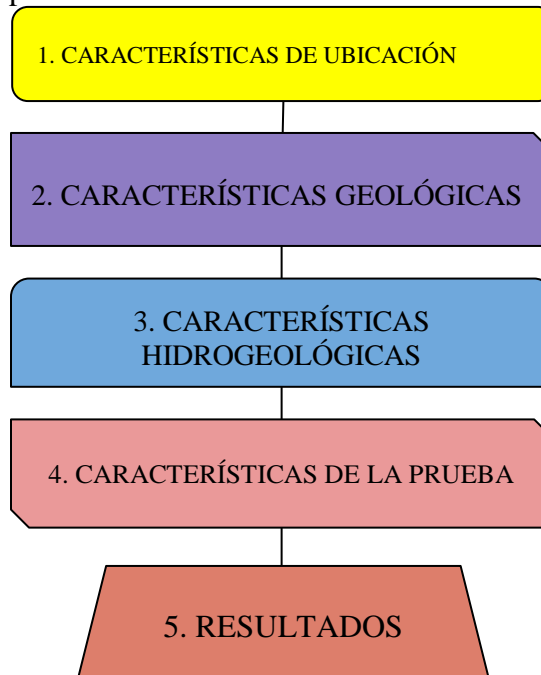 1. CARACTERÍSTICAS DE UBICACIÓN
2. CARACTERÍSTICAS GEOLÓGICAS
3. CARACTERÍSTICAS
HIDROGEOLÓGICAS
4. CARACTERÍSTICAS DE LA PRUEBA
5. RESULTADOS